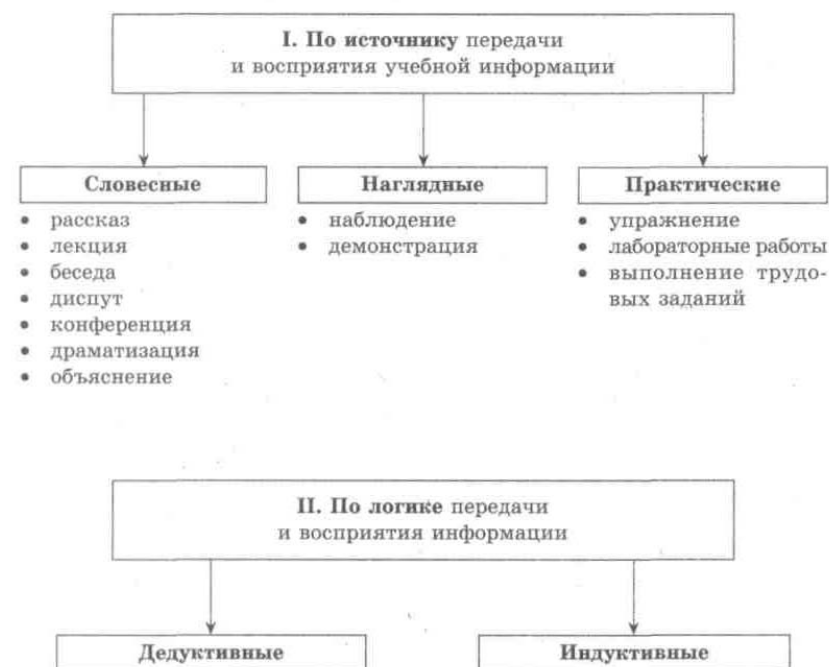 I. По источнику передачи
и восприятия учебной информации
Словесные
• рассказ
• лекция
• беседа
• диспут
• конференция
• драматизация
• объяснение
Наглядные
• наблюдение
• демонстрация
Практические
• упражнение
• лабораторные работы
• выполнение трудо-
вых заданий
II. По логике передачи
и восприятия информации
Дедуктивные
Индуктивные